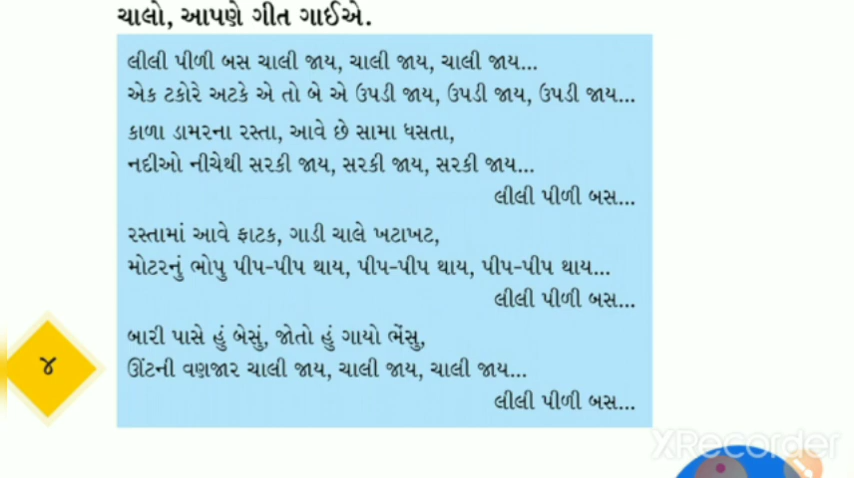 ચાલો, આપણે ગીત ગાઈએ.
લીલી પીળી બસ ચાલી જાય, ચાલી જાય, ચાલી જાય...
એક ટકોરે અટકે એ તો બે એ ઉપડી જાય, ઉપડી જાય, ઉપડી જાય...
કાળા ડામરના રસ્તા, આવે છે સામા ધસતા,
નદીઓ નીચેથી સરકી જાય, સરકી જાય, સરકી જાય...
લીલી પીળી બસ...
રસ્તામાં આવે ફાટક, ગાડી ચાલે ખટાખટ,
મોટરનું ભોપુ પીપ-પીપ થાય, પીપ-પીપ થાય, પીપ-પીપ થાય...
લીલી પીળી બસ...
બારી પાસે હું બેસું, જોતો હું ગાયો ભેંસુ,
ઊંટની વણજાર ચાલી જાય, ચાલી જાય, ચાલી જાય...
લીલી પીળી બસ...
૪
XRecorder